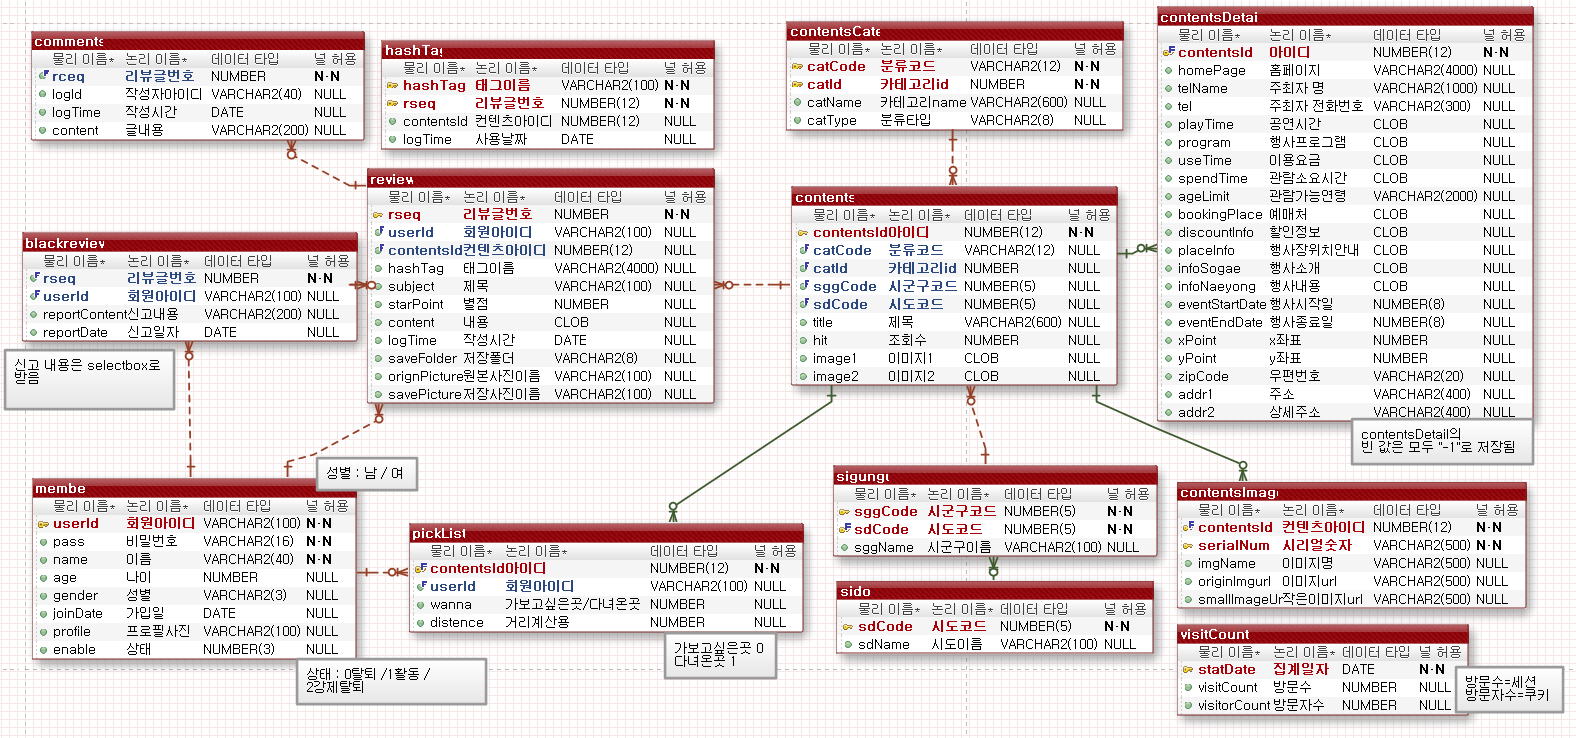 comments
물리 이름* 논리 이름* 데이터 타입 널 허용
rceq 리뷰글번호 NUMBER N-N
logId 작성자아이디 VARCHAR2(40) NULL
logTime 작성시간 DATE NULL
content 글내용 VARCHAR2(200) NULL
hashTag
물리 이름* 논리 이름* 데이터 타입 널 허용
hashTag 태그이름 VARCHAR2(100) N-N
rseq 리뷰글번호 NUMBER(12) N-N
contentsId 컨텐츠아이디 NUMBER(12) NULL
logTime 사용날짜 DATE NULL
contentsCate
물리 이름* 논리 이름* 데이터 타입 널 허용
catCode 분류코드 VARCHAR2(12) N-N
catId 카테고리id NUMBER N-N
catName 카테고리name VARCHAR2(600) NULL
catType 분류타입 VARCHAR2(8) NULL
contentsDetai
물리 이름* 논리 이름* 데이터 타입 널 허용
contentsId 아이디 NUMBER(12) N-N
homePage 홈페이지 VARCHAR2(4000) NULL
telName 주최자 명 VARCHAR2(1000) NULL
tel 주최자 전화번호 VARCHAR2(300) NULL
playTime 공연시간 CLOB NULL
program 행사프로그램 CLOB NULL
useTime 이용요금 CLOB NULL
spendTime 관람소요시간 CLOB NULL
ageLimit 관람가능연령 VARCHAR2(2000) NULL
bookingPlace 예매처 CLOB NULL
discountInfo 할인정보 CLOB NULL
placeInfo 행사장위치안내 CLOB NULL
infoSogae 행사소개 CLOB NULL
infoNaeyong 행사내용 CLOB NULL
eventStartDate 행사시작일 NUMBER(8) NULL
eventEndDate 행사종료일 NUMBER(8) NULL
xPoint x좌표 NUMBER NULL
yPoint y좌표 NUMBER NULL
zipCode 우편번호 VARCHAR2(20) NULL
addr1 주소 VARCHAR2(400) NULL
addr2 상세주소 VARCHAR2(400) NULL
contentsDetail의
빈 값은 모두 "-1"로 저장됨
review
물리 이름* 논리 이름* 데이터 타입 널 허용
rseq 리뷰글번호 NUMBER N-N
userId 회원아이디 VARCHAR2(100) NULL
contentsId 컨텐츠아이디 NUMBER(12) NULL
hashTag 태그이름 VARCHAR2(4000) NULL
subject 제목 VARCHAR2(100) NULL
starPoint 별점 NUMBER NULL
content 내용 CLOB NULL
logTime 작성시간 DATE NULL
saveFolder 저장폴더 VARCHAR2(8) NULL
orignPicture 원본사진이름 VARCHAR2(100) NULL
savePicture 저장사진이름 VARCHAR2(100) NULL
contents
물리 이름* 논리 이름* 데이터 타입 널 허용
contentsId 아이디 NUMBER(12) N-N
catCode 분류코드 VARCHAR2(12) NULL
catId 카테고리id NUMBER NULL
sggCode 시군구코드 NUMBER(5) NULL
sdCode 시도코드 NUMBER(5) NULL
title 제목 VARCHAR2(600) NULL
hit 조회수 NUMBER NULL
image1 이미지1 CLOB NULL
image2 이미지2 CLOB NULL
blackreview
물리 이름* 논리 이름* 데이터 타입 널 허용
rseq 리뷰글번호 NUMBER N-N
userId 회원아이디 VARCHAR2(100) NULL
reportContent 신고내용 VARCHAR2(200) NULL
reportDate 신고일자 DATE NULL
신고 내용은 selectbox로
받음
성별 : 남 / 여
membe
물리 이름* 논리 이름* 데이터 타입 널 허용
userId 회원아이디 VARCHAR2(100) N-N
pass 비밀번호 VARCHAR2(16) N-N
name 이름 VARCHAR2(40) N-N
age 나이 NUMBER NULL
gender 성별 VARCHAR2(3) NULL
joinDate 가입일 DATE NULL
profile 프로필사진 VARCHAR2(100) NULL
enable 상태 NUMBER(3) NULL
상태 : 0탈퇴 /1활동 /
2강제탈퇴
pickList
물리 이름* 논리 이름* 데이터 타입 널 허용
contentsId 아이디 NUMBER(12) N-N
userId 회원아이디 VARCHAR2(100) NULL
wanna 가보고싶은곳/다녀온곳 NUMBER NULL
distence 거리계산용 NUMBER NULL
가보고싶은곳 0
다녀온곳 1
sigungu
물리 이름* 논리 이름* 데이터 타입 널 허용
sggCode 시군구코드 NUMBER(5) N-N
sdCode 시도코드 NUMBER(5) N-N
sggName 시군구이름 VARCHAR2(100) NULL
sido
물리 이름* 논리 이름* 데이터 타입 널 허용
sdCode 시도코드 NUMBER(5) N-N
sdName 시도이름 VARCHAR2(100) NULL
contentsImag
물리 이름* 논리 이름* 데이터 타입 널 허용
contentsId 컨텐츠아이디 NUMBER(12) N-N
serialNum 시리얼숫자 VARCHAR2(500) N-N
imgName 이미지명 VARCHAR2(500) NULL
originImgurl 이미지url VARCHAR2(500) NULL
smallImageUr 작은이미지url VARCHAR2(500) NULL
visitCount
물리 이름* 논리 이름* 데이터 타입 널 허용
statDate 집계일자 DATE N-N
visitCount 방문수 NUMBER NULL
visitorCount 방문자수 NUMBER NULL
방문수=세션
방문자수=쿠키